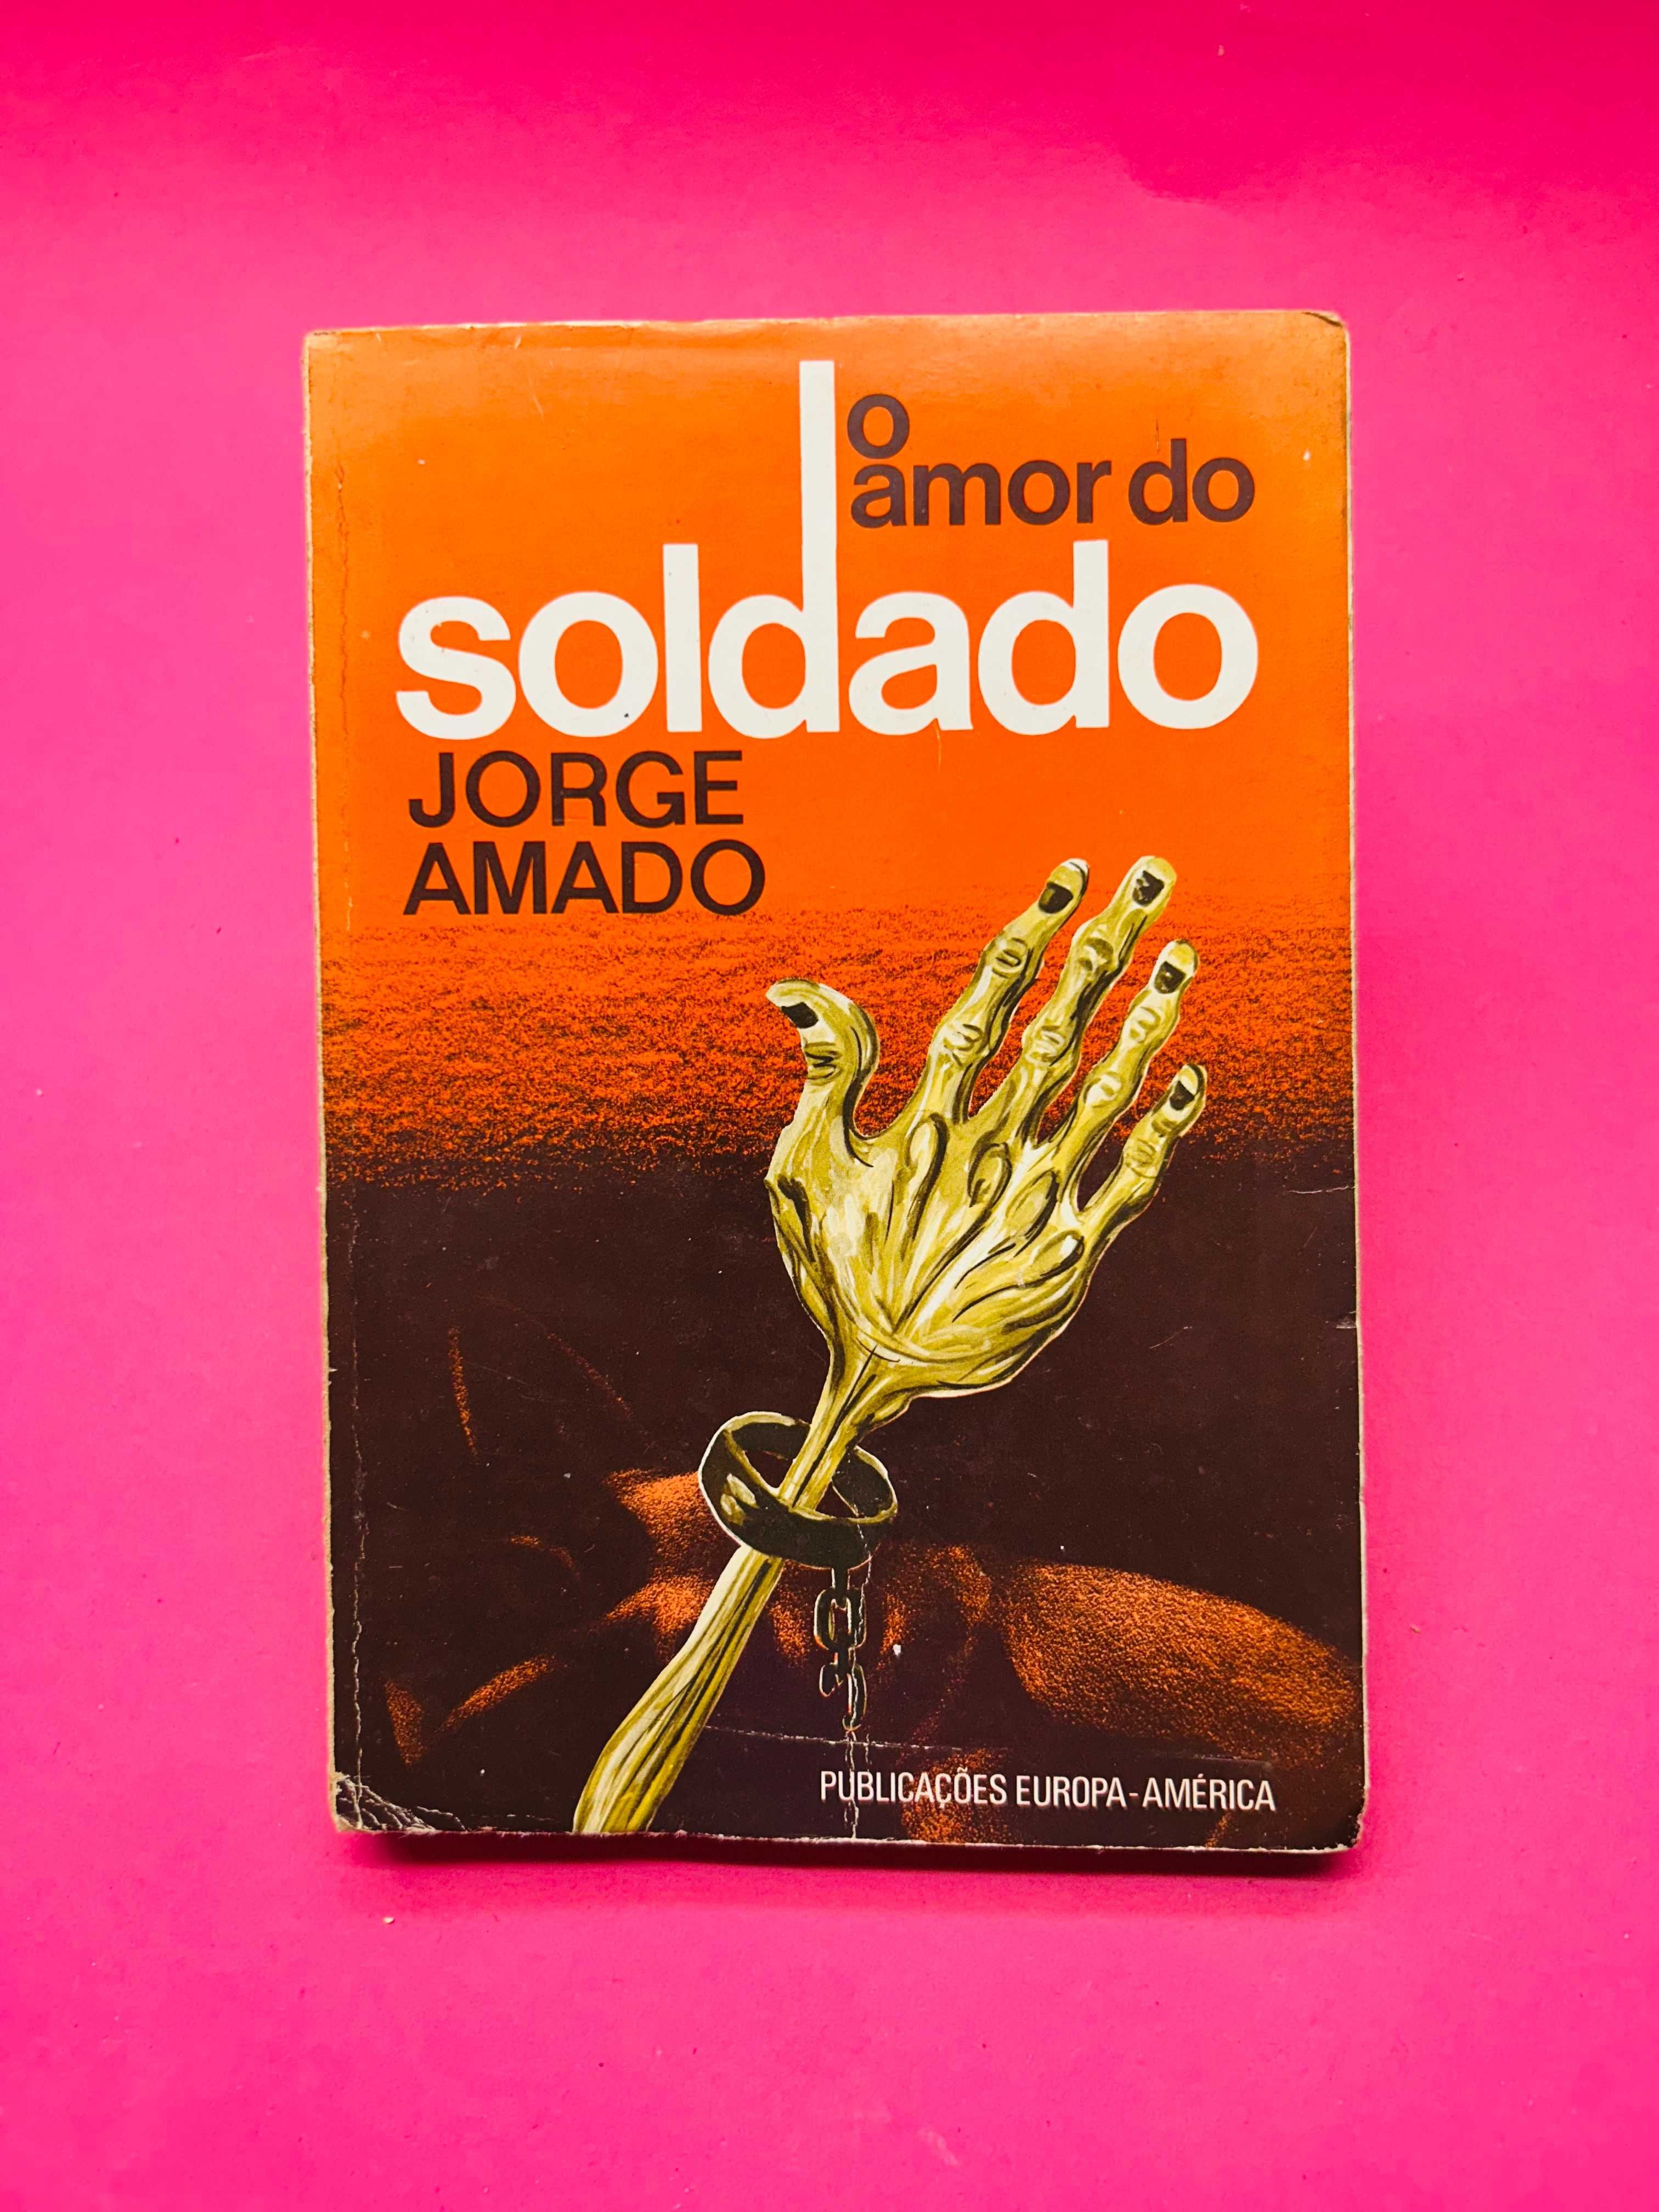 o
amor do
soldado
JORGE
AMADO
PUBLICAÇÕES EUROPA-AMÉRICA